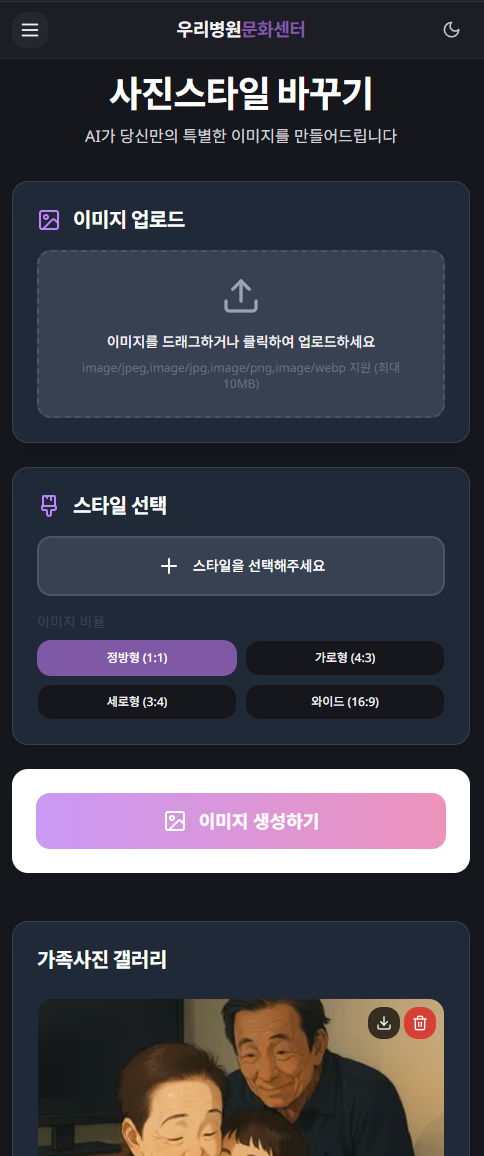 우리병원문화센터
사진스타일 바꾸기
AI가 당신만의 특별한 이미지를 만들어드립니다
이미지 업로드
이미지를 드래그하거나 클릭하여 업로드하세요
image/jpeg,image/jpg,image/png,image/webp 지원 (최대
10MB)
스타일 선택
스타일을 선택해주세요
이미지 비율
정방형 (1:1)
가로형 (4:3)
세로형 (3:4)
와이드 (16:9)
이미지 생성하기
가족사진 갤러리